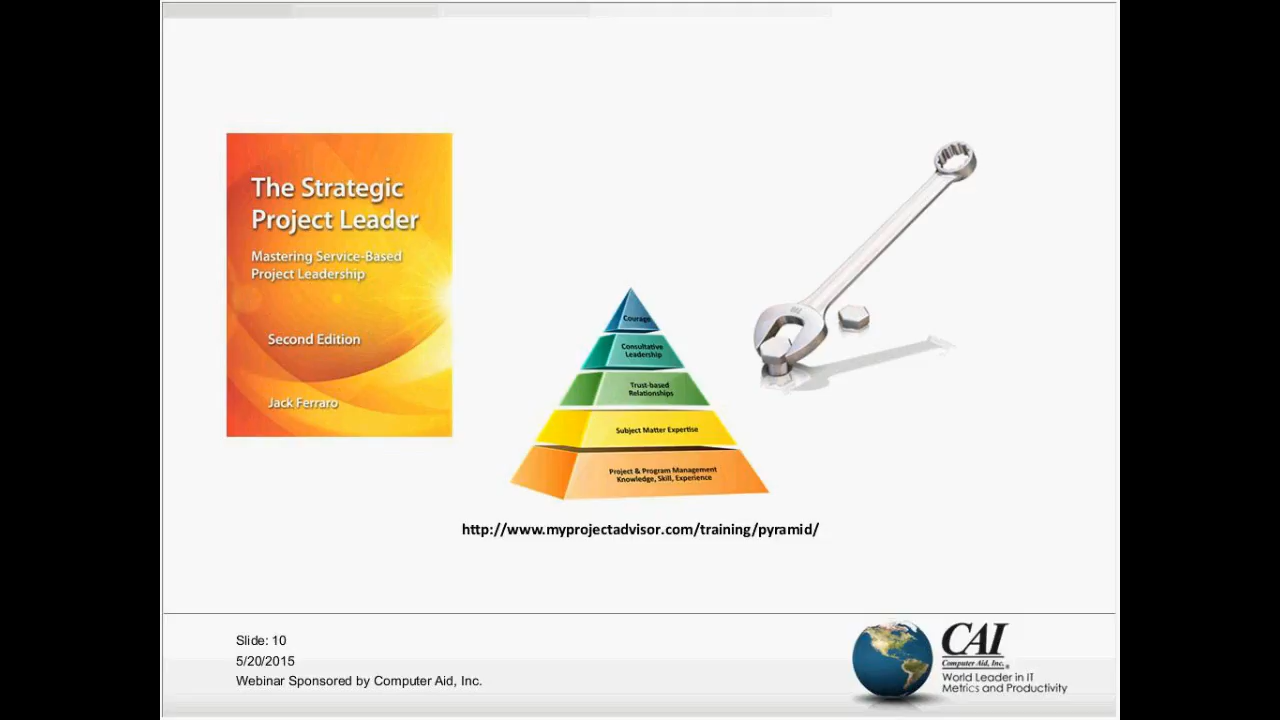 The Strategic
Project Leader
Mastering Service-Based
Project Leadership
Second Edition
Jack Ferraro
Courage
Consultative
Leadership
Trust-based
Relationships
Subject Matter Expertise
Project & Program Management
Knowledge, Skill, Experience
http://www.myprojectadvisor.com/training/pyramid/
Slide: 10
5/20/2015
Webinar Sponsored by Computer Aid, Inc.
CAI
Computer Aid, Inc.®
World Leader in IT
Metrics and Productivity